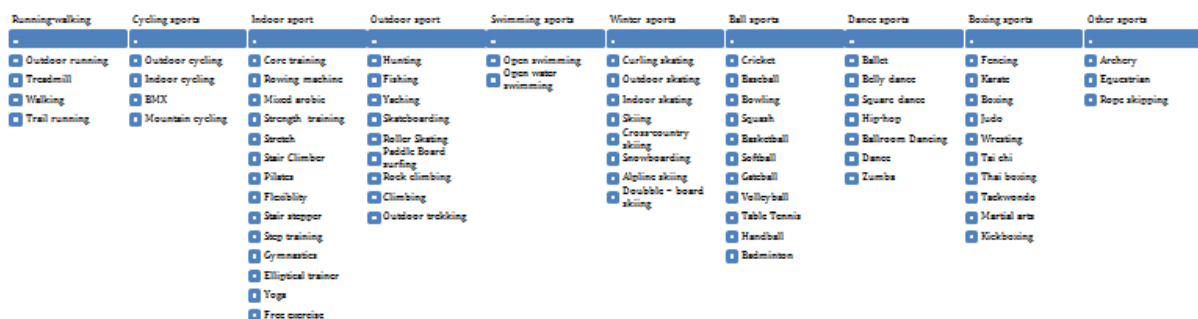 Running-walking
Outdoor running
Treadmill
Walking
Trail running
Cycling sports
Outdoor cycling
Indoor cycling
BMX
Mountain cycling
Indoor sport
Core training
Rowing machine
Mixed arobic
Strength training
Stretch
Stair Climber
Pilates
Flexiblity
Stair stepper
Step training
Gymnastics
Elliptical trainer
Yoga
Free exercise
Outdoor sport
Hunting
Fishing
Yaching
Skateboarding
Roller Skating
Paddle Board
surfing
Rock climbing
Climbing
Outdoor trekking
Swimming sports
Open swimming
Open water
swimming
Winter sports
Curling skating
Outdoor skating
Indoor skating
Skiing
Cross-country
skiing
Snowboarding
Alpline skiing
Doubble - board
skiing
Ball sports
Cricket
Baseball
Bowling
Squash
Basketball
Softball
Gateball
Volleyball
Table Tennis
Handball
Badminton
Dance sports
Ballet
Belly dance
Square dance
Hip-hop
Ballroom Dancing
Dance
Zumba
Boxing sports
Fencing
Karate
Boxing
Judo
Wresting
Tai chi
Thai boxing
Taekwondo
Martial arts
Kickboxing
Other sports
Archery
Equestrian
Rope skipping